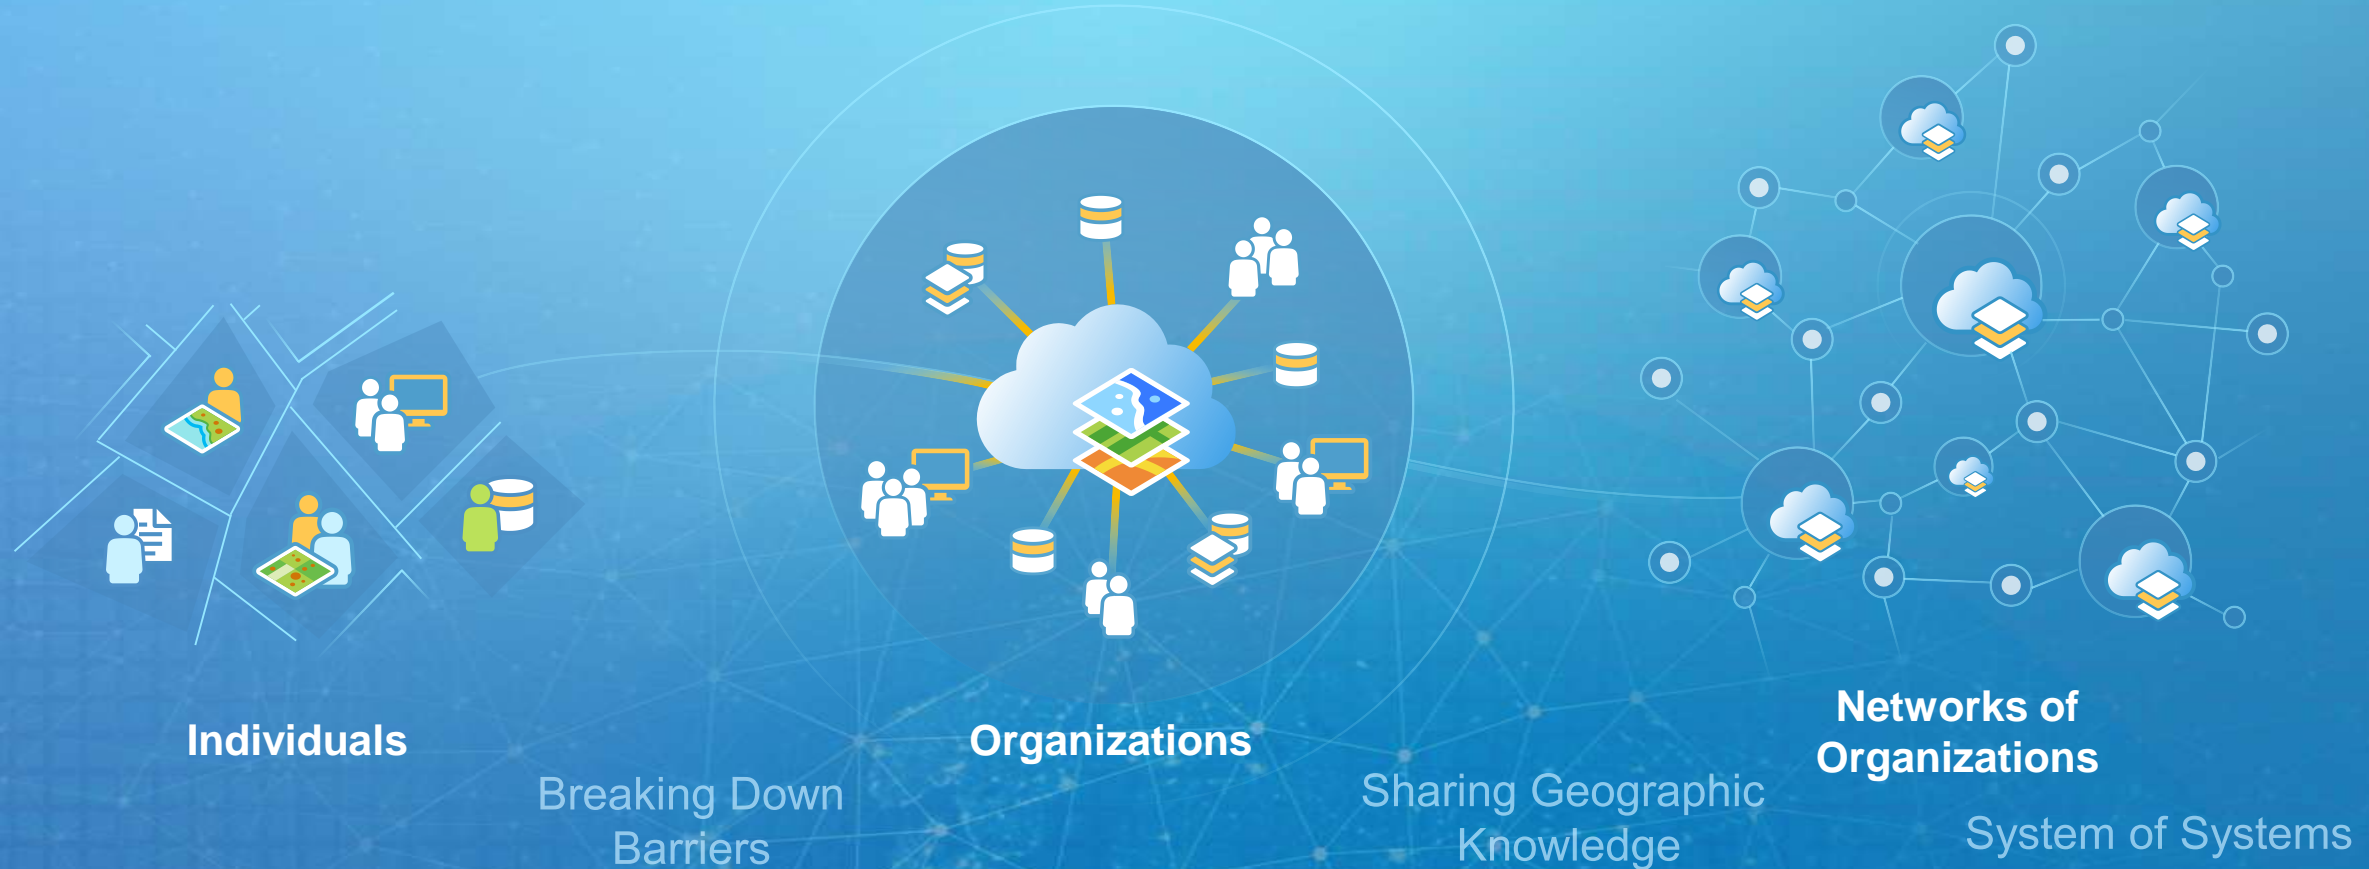 Individuals
Breaking Down
Barriers
Organizations
Sharing Geographic
Knowledge
Networks of
Organizations
System of Systems